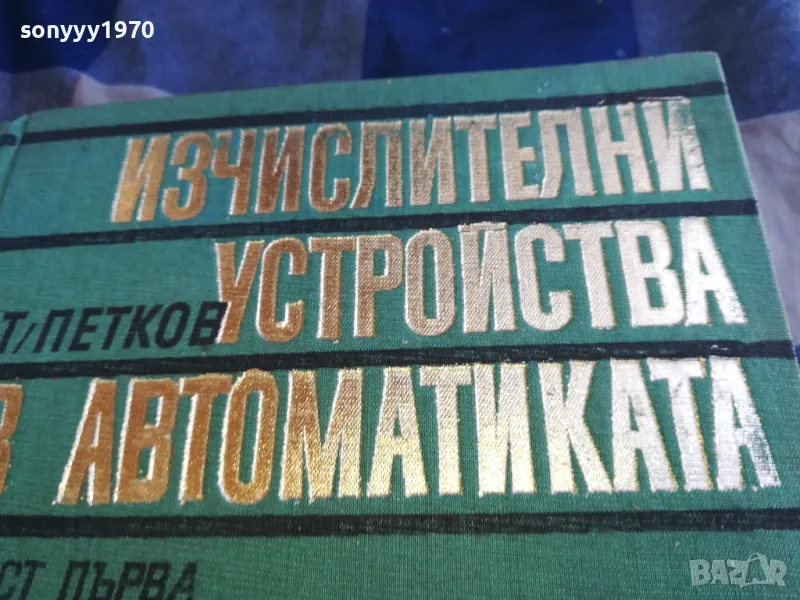 sonyyy1970
ИЗЧИСЛИТЕЛНИ
УСТРОЙСТВА
Т/ПЕТКОВ
В АВТОМАТИКАТА
СТ ПЪРВА
BAZAR